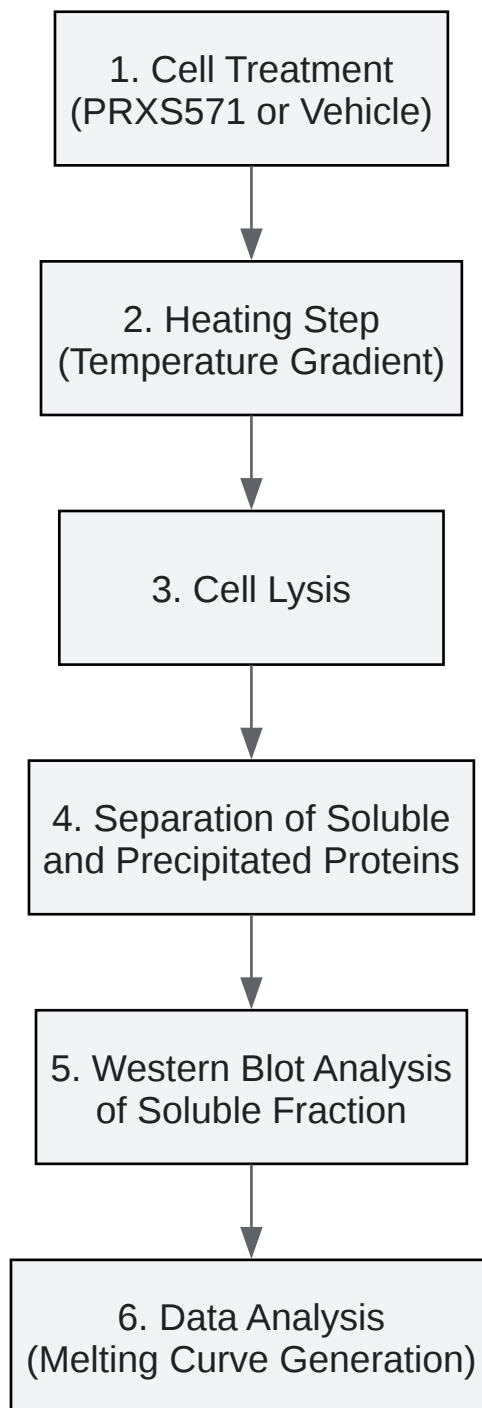 1. Cell Treatment
(PRXS571 or Vehicle)
2. Heating Step
(Temperature Gradient)
3. Cell Lysis
4. Separation of Soluble
and Precipitated Proteins
5. Western Blot Analysis
of Soluble Fraction
6. Data Analysis
(Melting Curve Generation)